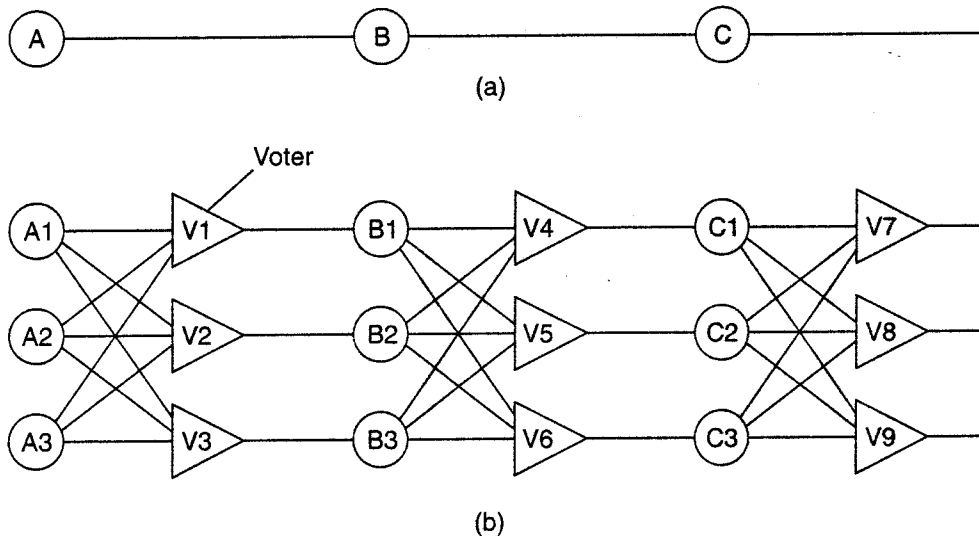 A B C
(a)
Voter
A1 V1 B1 V4 C1 V7
A2 V2 B2 V5 C2 V8
A3 V3 B3 V6 C3 V9
(b)